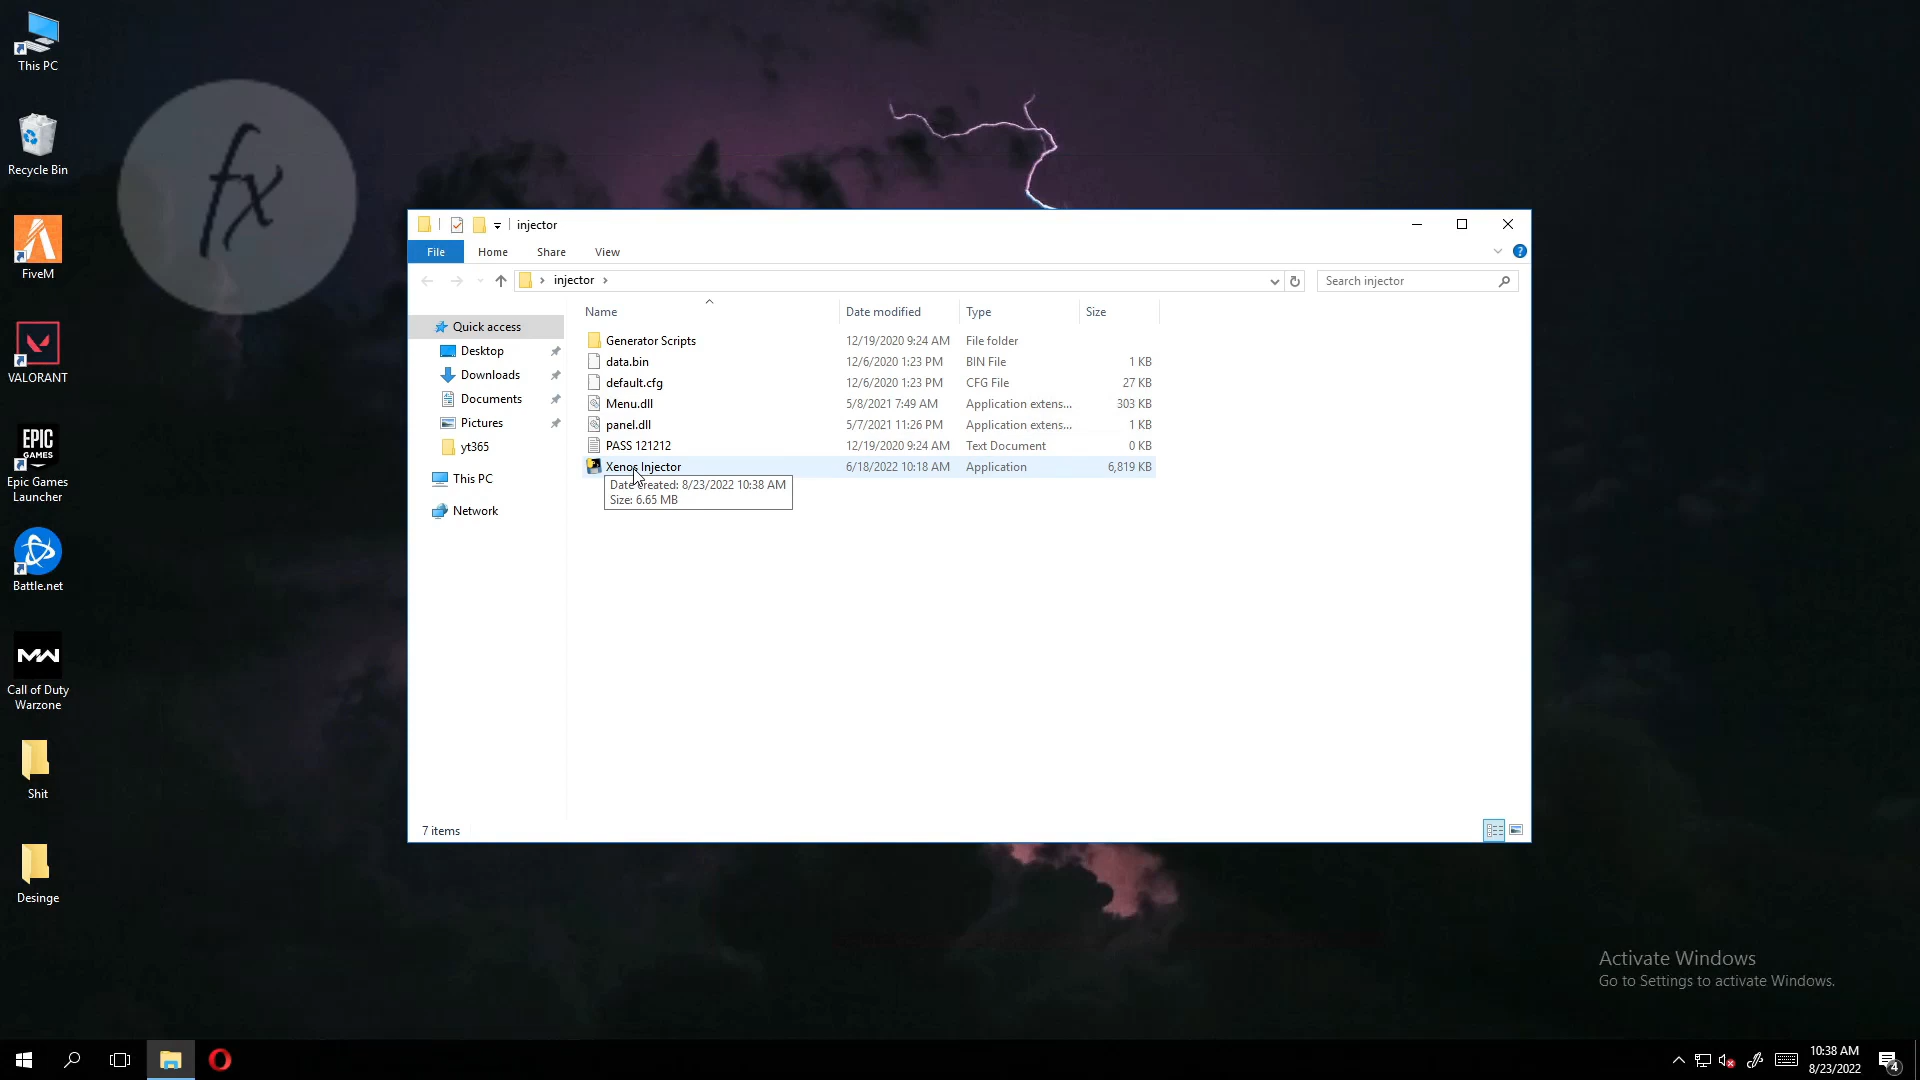 This PC
Recycle Bin
FiveM
VALORANT
EPIC
GAMES
Epic Games
Launcher
Battle.net
MW
Call of Duty
Warzone
Shit
Desinge
fx
injector
File
Home
Share
View
injector
Search injector
Quick access
Desktop
Downloads
Documents
Pictures
yt365
This PC
Network
Name Date modified Type Size
Generator Scripts 12/19/2020 9:24 AM File folder
data.bin 12/6/2020 1:23 PM BIN File 1 KB
default.cfg 12/6/2020 1:23 PM CFG File 27 KB
Menu.dll 5/8/2021 7:49 AM Application extens... 303 KB
panel.dll 5/7/2021 11:26 PM Application extens... 1 KB
PASS 121212 12/19/2020 9:24 AM Text Document 0 KB
Xenos Injector 6/18/2022 10:18 AM Application 6,819 KB
Date created: 8/23/2022 10:38 AM
Size: 6.65 MB
7 items
Activate Windows
Go to Settings to activate Windows.
10:38 AM
8/23/2022
4